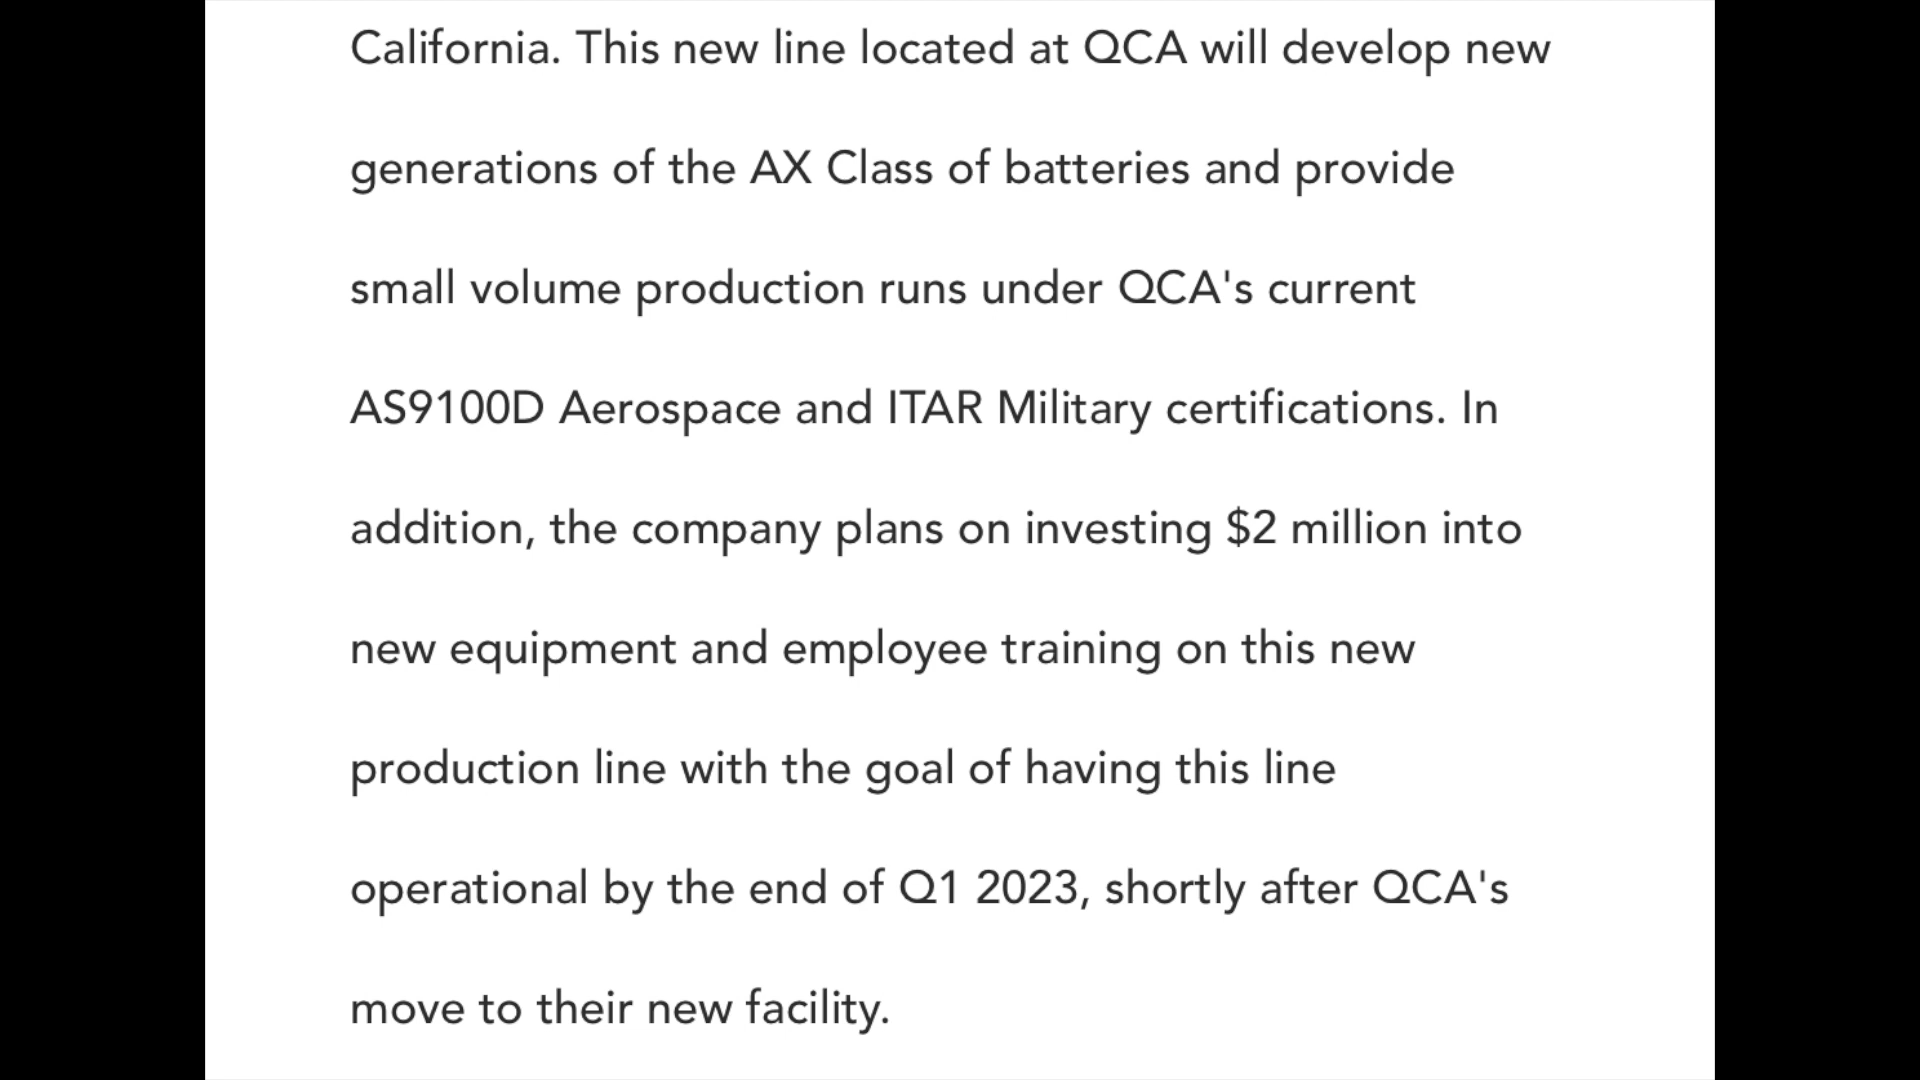 California. This new line located at QCA will develop new
generations of the AX Class of batteries and provide
small volume production runs under QCA's current
AS9100D Aerospace and ITAR Military certifications. In
addition, the company plans on investing $2 million into
new equipment and employee training on this new
production line with the goal of having this line
operational by the end of Q1 2023, shortly after QCA's
move to their new facility.